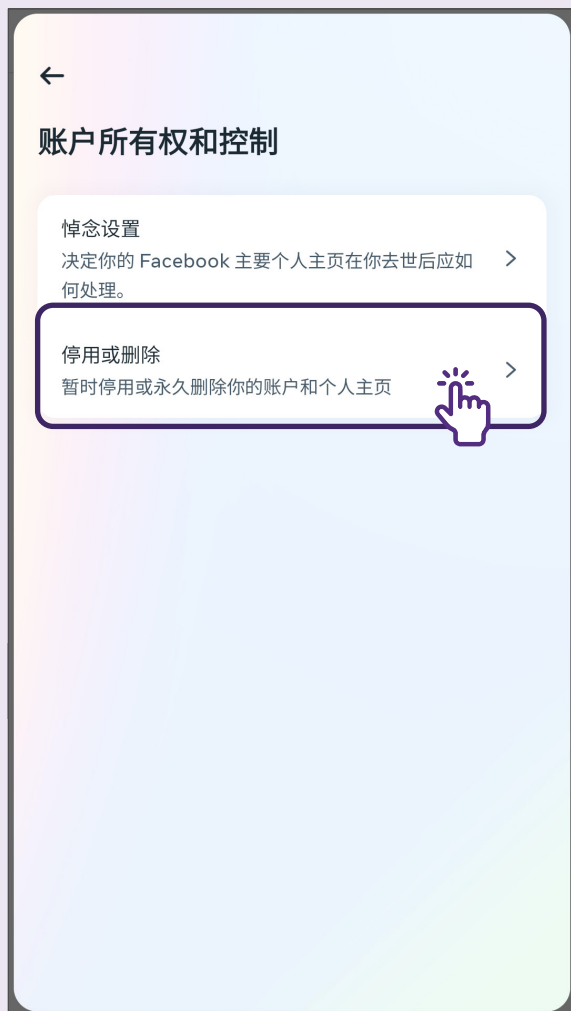 账户所有权和控制
悼念设置
决定你的 Facebook 主要个人主页在你去世后应如
何处理。
停用或删除
暂时停用或永久删除你的账户和个人主页